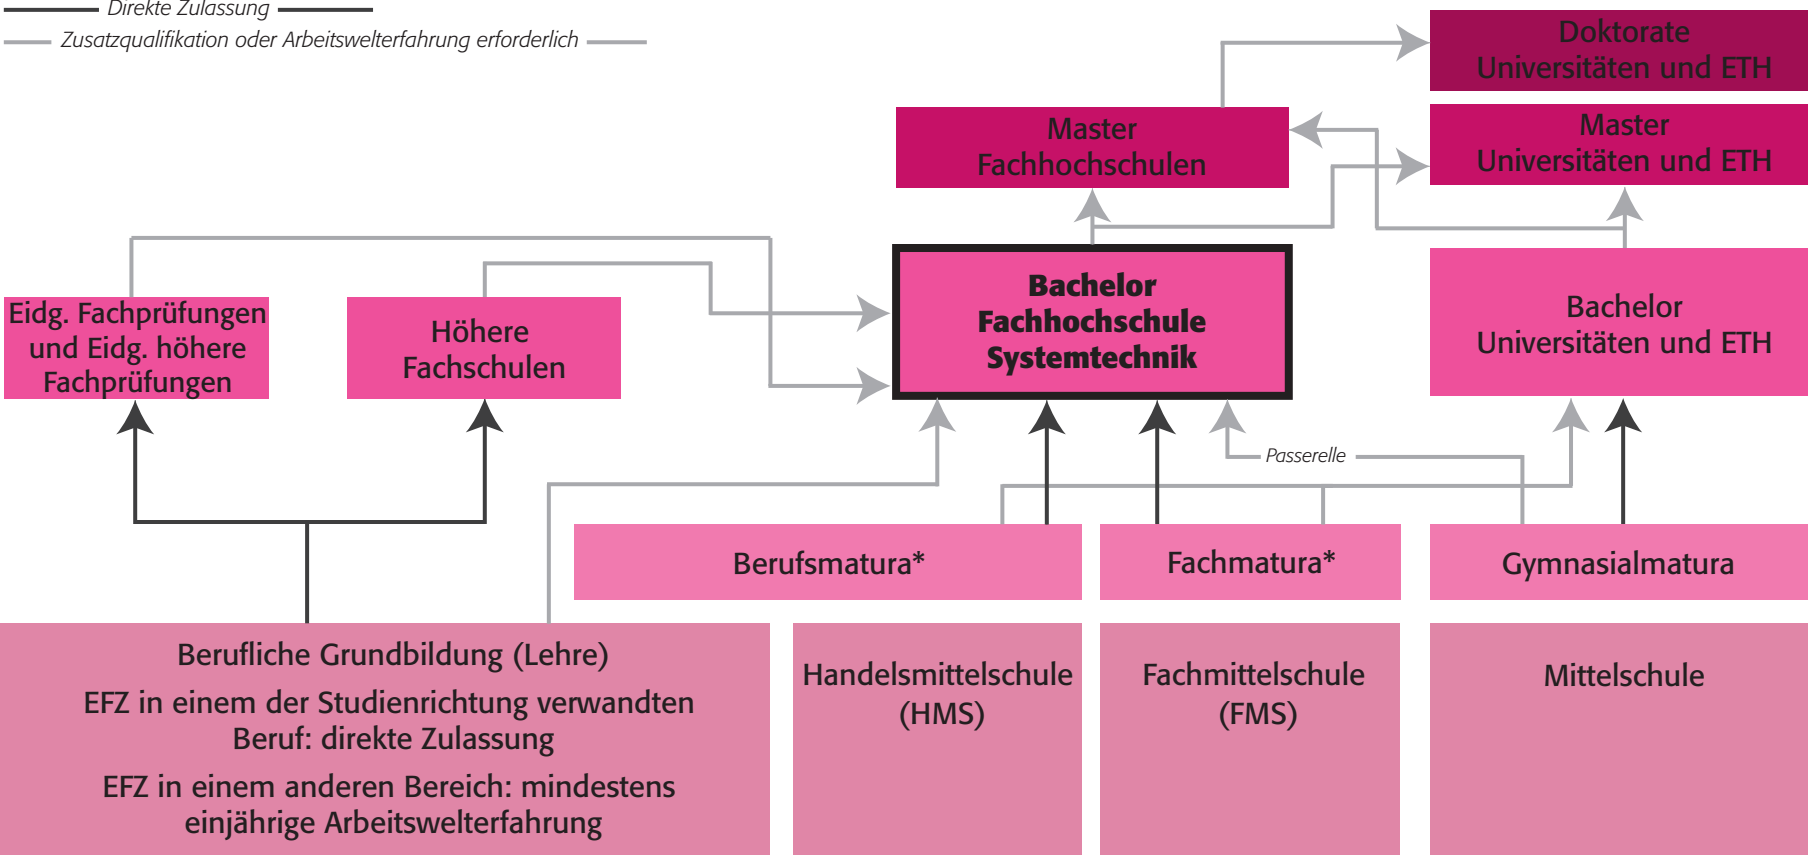 Direkte Zulassung
Zusatzqualifikation oder Arbeitswelterfahrung erforderlich
Doktorate
Universitäten und ETH
Master
Fachhochschulen
Master
Universitäten und ETH
Eidg. Fachprüfungen
und Eidg. höhere
Fachprüfungen
Höhere
Fachschulen
Bachelor
Fachhochschule
Systemtechnik
Bachelor
Universitäten und ETH
Passerelle
Berufsmatura*
Fachmatura*
Gymnasialmatura
Berufliche Grundbildung (Lehre)
EFZ in einem der Studienrichtung verwandten
Beruf: direkte Zulassung
EFZ in einem anderen Bereich: mindestens
einjährige Arbeitswelterfahrung
Handelsmittelschule
(HMS)
Fachmittelschule
(FMS)
Mittelschule